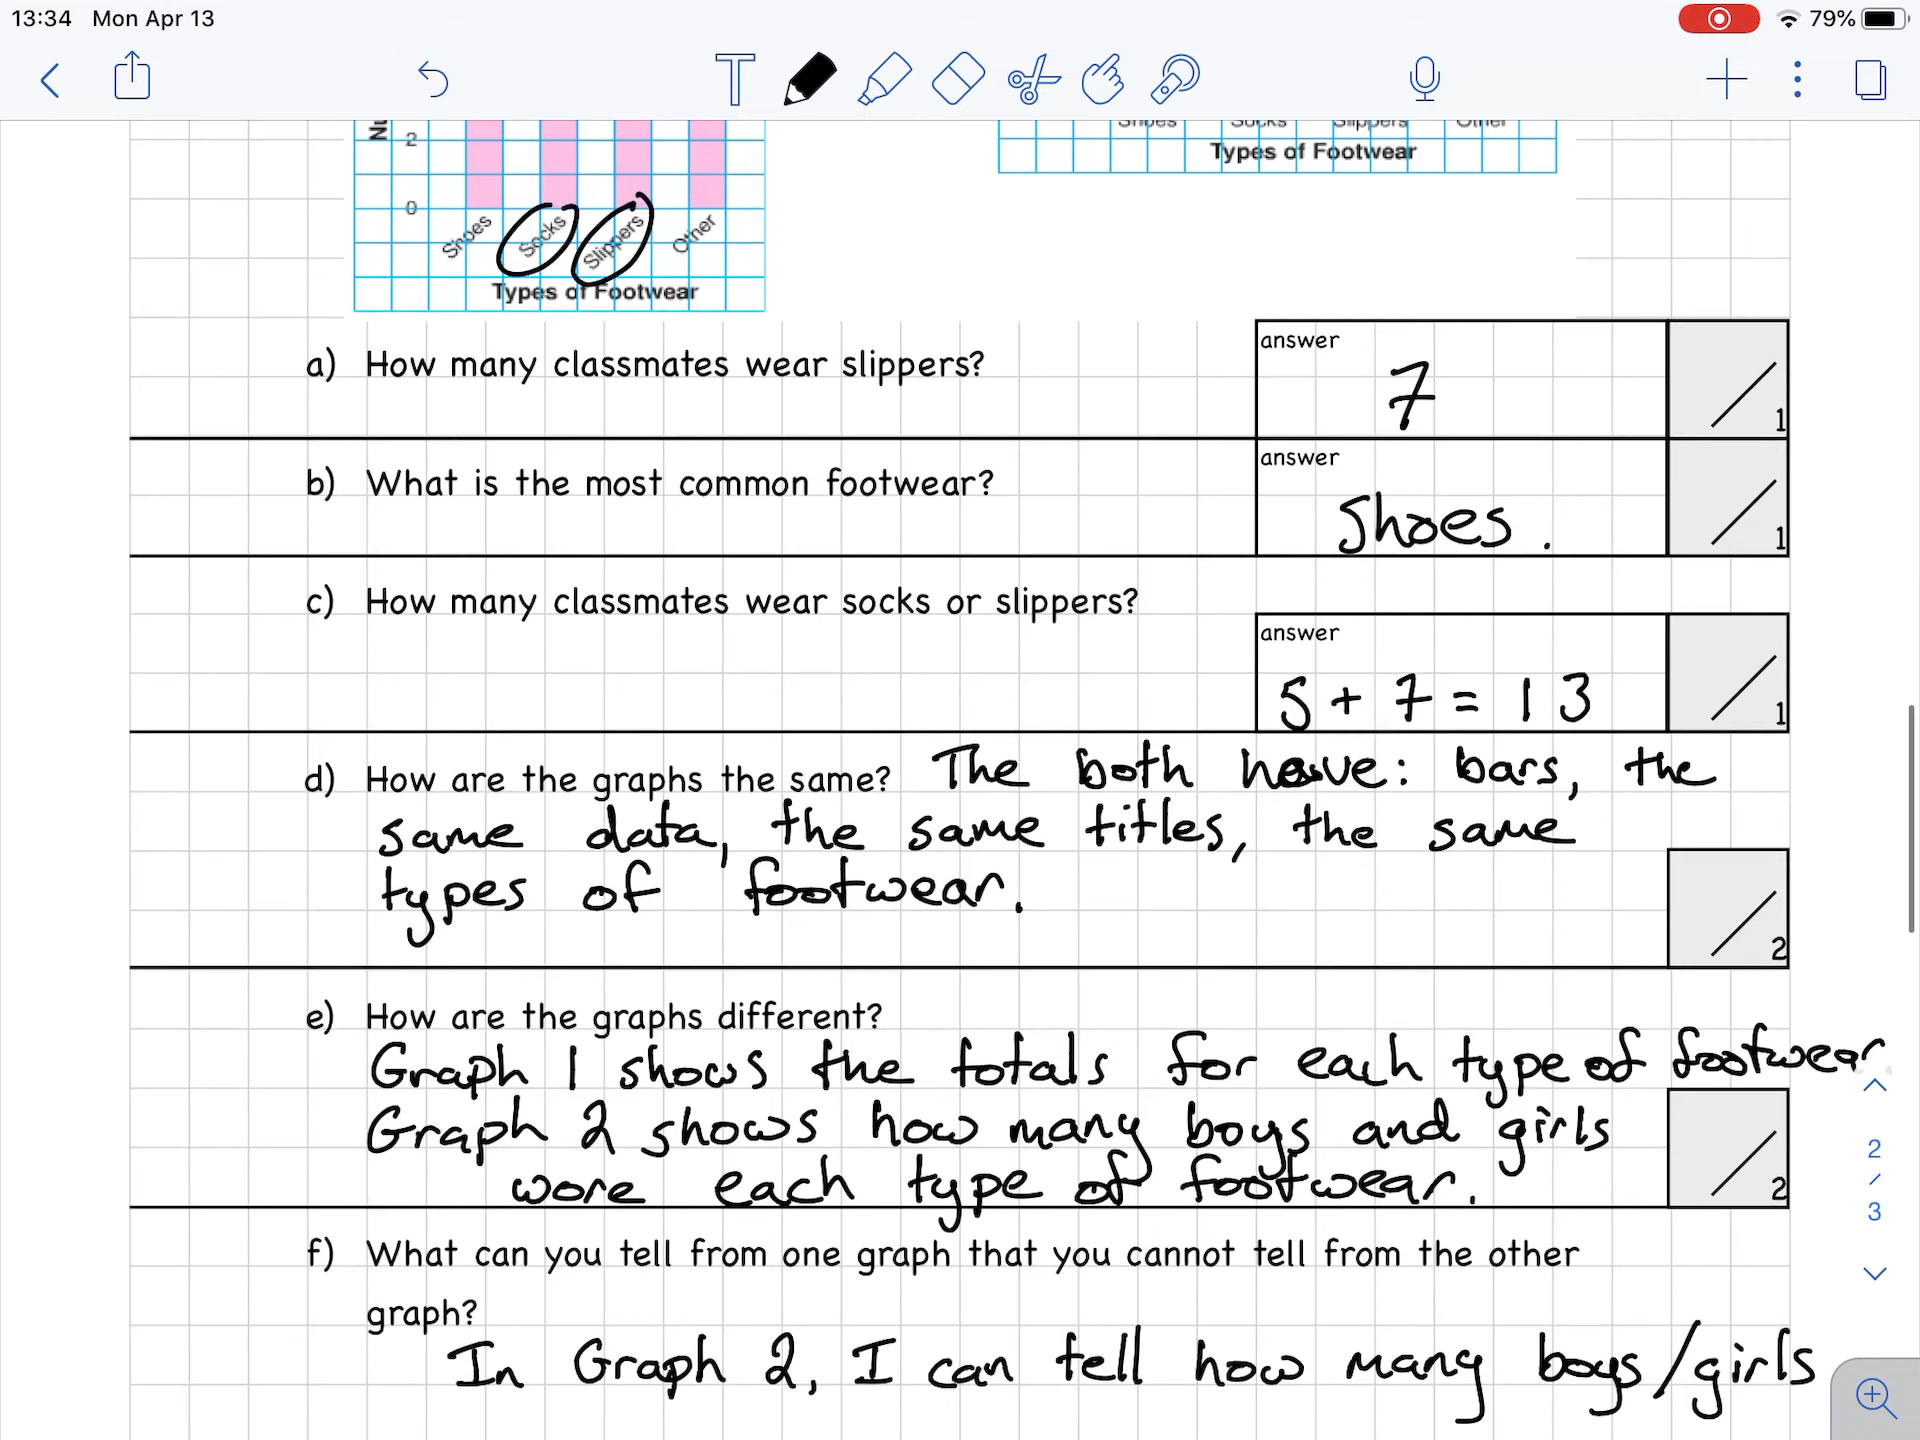 13:34 Mon Apr 13
79%
2
0
Shoes
Socks
Slippers
Other
Types of Footwear
Shoes Socks Slippers Other
Types of Footwear
a) How many classmates wear slippers?
answer
7
1
b) What is the most common footwear?
answer
Shoes.
1
c) How many classmates wear socks or slippers?
answer
5 + 7 = 13
1
d) How are the graphs the same? The both have: bars, the
same data, the same titles, the same
types of footwear.
2
e) How are the graphs different?
Graph 1 shows the totals for each type of footwear
Graph 2 shows how many boys and girls
wore each type of footwear.
2
f) What can you tell from one graph that you cannot tell from the other
graph?
In Graph 2, I can tell how many boys/girls
2
/
3